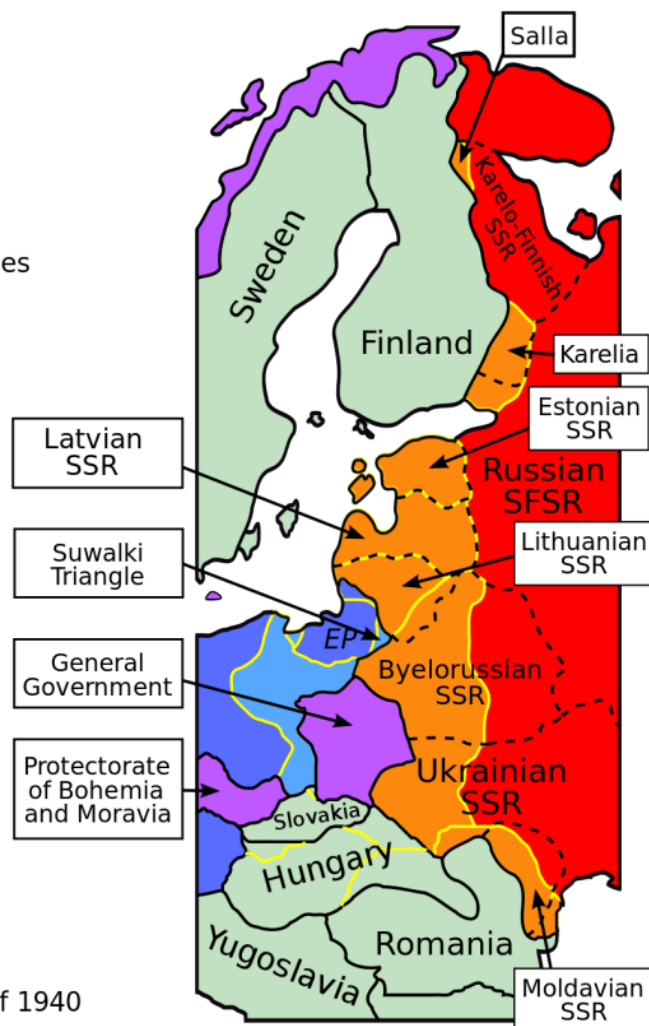 Salla
Karelo-Finnish
SSR
es
Sweden
Finland
Karelia
Estonian
SSR
Latvian
SSR
Russian
SFSR
Lithuanian
SSR
Suwalki
Triangle
EP
General
Government
Byelorussian
SSR
Protectorate
of Bohemia
and Moravia
Ukrainian
SSR
Slovakia
Hungary
Yugoslavia
Romania
f 1940
Moldavian
SSR